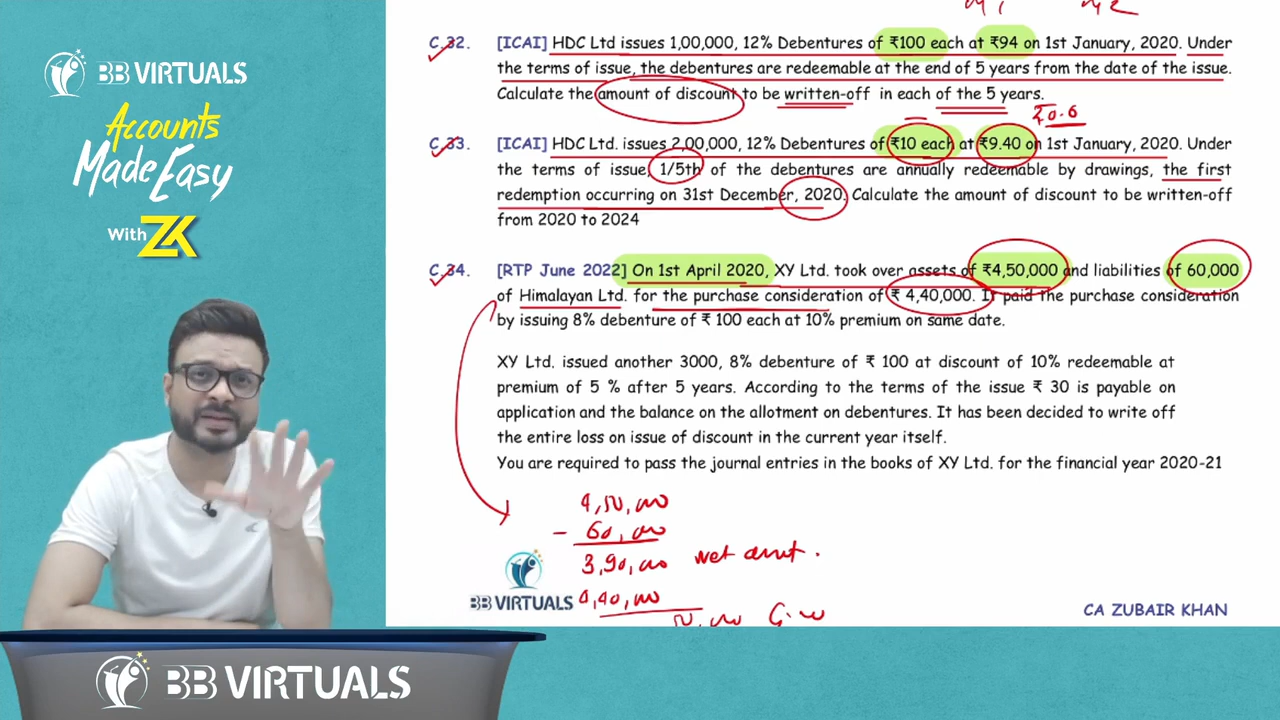 BB VIRTUALS
Accounts
Made Easy
With ZK
C.32. [ICAI] HDC Ltd issues 1,00,000, 12% Debentures of ₹100 each at ₹94 on 1st January, 2020. Under
the terms of issue, the debentures are redeemable at the end of 5 years from the date of the issue.
Calculate the amount of discount to be written-off in each of the 5 years.
₹0.6
C.33. [ICAI] HDC Ltd. issues 2,00,000, 12% Debentures of ₹10 each at ₹9.40 on 1st January, 2020. Under
the terms of issue, 1/5th of the debentures are annually redeemable by drawings, the first
redemption occurring on 31st December, 2020. Calculate the amount of discount to be written-off
from 2020 to 2024
C.34. [RTP June 2022] On 1st April 2020, XY Ltd. took over assets of ₹4,50,000 and liabilities of 60,000
of Himalayan Ltd. for the purchase consideration of ₹ 4,40,000. It paid the purchase consideration
by issuing 8% debenture of ₹ 100 each at 10% premium on same date.
XY Ltd. issued another 3000, 8% debenture of ₹ 100 at discount of 10% redeemable at
premium of 5 % after 5 years. According to the terms of the issue ₹ 30 is payable on
application and the balance on the allotment on debentures. It has been decided to write off
the entire loss on issue of discount in the current year itself.
You are required to pass the journal entries in the books of XY Ltd. for the financial year 2020-21
4,50,000
- 60,000
3,90,000 net asset.
4,40,000
BB VIRTUALS
CA ZUBAIR KHAN
BB VIRTUALS